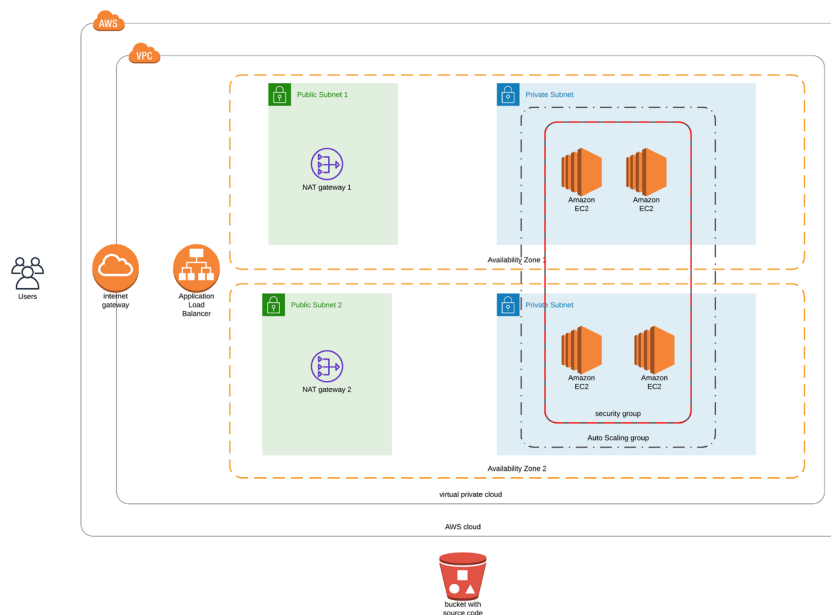 AWS
VPC
Public Subnet 1
Private Subnet
NAT gateway 1
Amazon
EC2
Amazon
EC2
Availability Zone 1
Users
internet
gateway
Application
Load
Balancer
Public Subnet 2
Private Subnet
NAT gateway 2
Amazon
EC2
Amazon
EC2
security group
Auto Scaling group
Availability Zone 2
virtual private cloud
AWS cloud
bucket with
source code